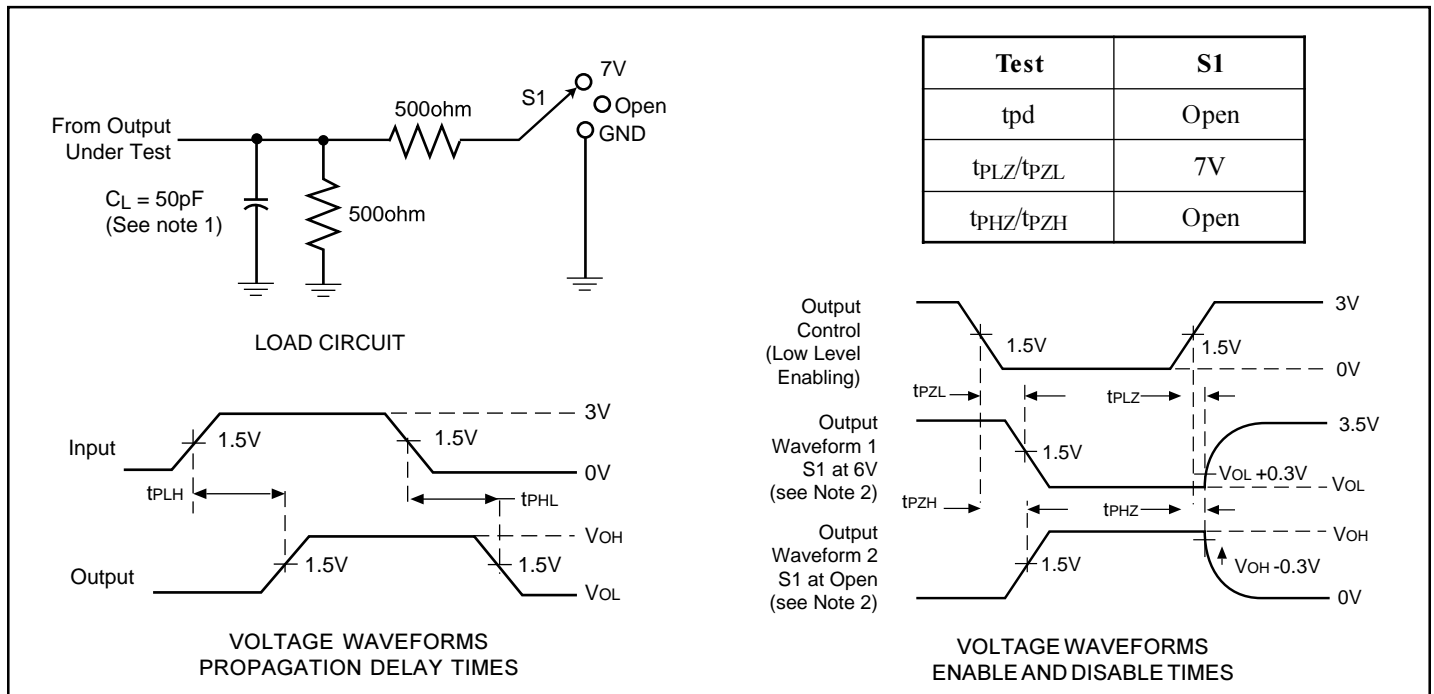 7V
S1
Open
500ohm
GND
From Output
Under Test
CL = 50pF
(See note 1)
500ohm
LOAD CIRCUIT
Test S1
tpd Open
tPLZ/tPZL 7V
tPHZ/tPZH Open
Input
1.5V
1.5V
3V
0V
tPLH
tPHL
Output
1.5V
1.5V
VOH
VOL
VOLTAGE WAVEFORMS
PROPAGATION DELAY TIMES
Output
Control
(Low Level
Enabling)
1.5V
1.5V
3V
0V
tPZL
tPLZ
Output
Waveform 1
S1 at 6V
(see Note 2)
1.5V
3.5V
VOL +0.3V
VOL
tPZH
tPHZ
Output
Waveform 2
S1 at Open
(see Note 2)
1.5V
VOH
VOH -0.3V
0V
VOLTAGE WAVEFORMS
ENABLE AND DISABLE TIMES